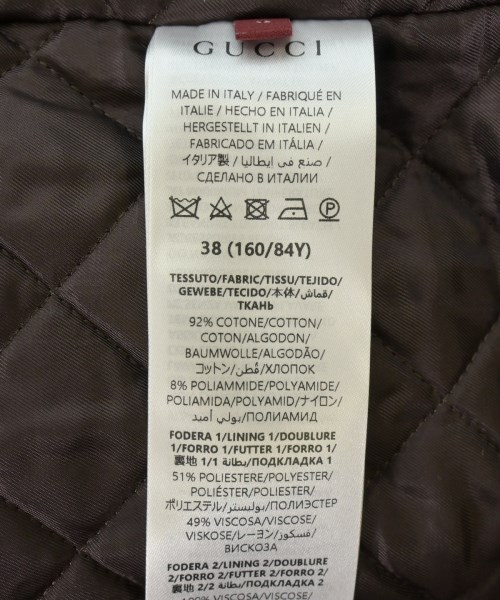 GUCCI
MADE IN ITALY / FABRIQUÉ EN
ITALIE / HECHO EN ITALIA /
HERGESTELLT IN ITALIEN /
FABRICADO EM ITÁLIA /
イタリア製 / صنع في إيطاليا /
СДЕЛАНО В ИТАЛИИ
38 (160/84Y)
TESSUTO/FABRIC/TISSU/TEJIDO/
GEWEBE/TECIDO/本体/قماش/
ТКАНЬ
92% COTONE/COTTON/
COTON/ALGODON/
BAUMWOLLE/ALGODÃO/
コットン/قُطن/ХЛОПОК
8% POLIAMMIDE/POLYAMIDE/
POLIAMIDA/POLYAMID/ナイロン/
بولي أميد/ПОЛИАМИД
FODERA 1/LINING 1/DOUBLURE
1/FORRO 1/FUTTER 1/FORRO 1/
裏地 1/1 بطانة/ПОДКЛАДКА 1
51% POLIESTERE/POLYESTER/
POLIÉSTER/POLIESTER/
ポリエステル/بوليستر/ПОЛИЭСТЕР
49% VISCOSA/VISCOSE/
VISKOSE/レーヨン/فسكوز/
ВИСКОЗА
FODERA 2/LINING 2/DOUBLURE
2/FORRO 2/FUTTER 2/FORRO 2/
裏地 2/2 بطانة/ПОДКЛАДКА 2
100% VISCOSA/VISCOSE/